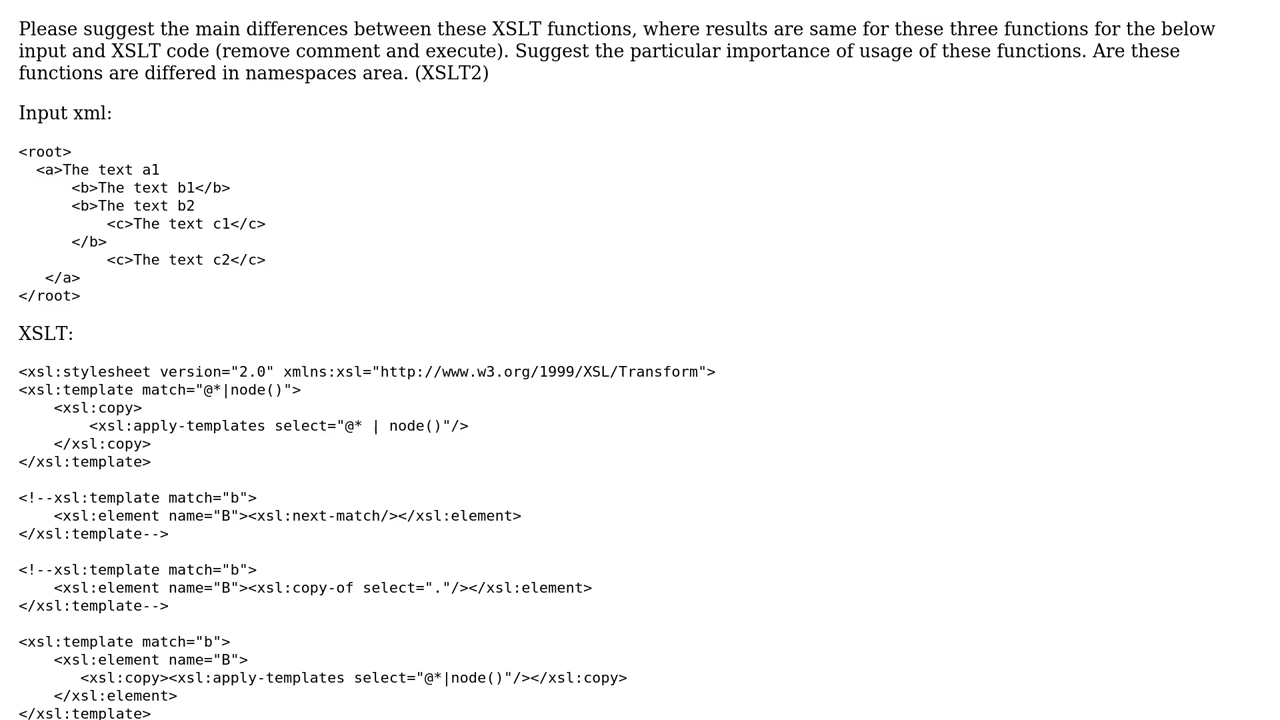 Please suggest the main differences between these XSLT functions, where results are same for these three functions for the below
input and XSLT code (remove comment and execute). Suggest the particular importance of usage of these functions. Are these
functions are differed in namespaces area. (XSLT2)
Input xml:
<root>
  <a>The text a1
      <b>The text b1</b>
      <b>The text b2
          <c>The text c1</c>
      </b>
          <c>The text c2</c>
   </a>
</root>
XSLT:
<xsl:stylesheet version="2.0" xmlns:xsl="http://www.w3.org/1999/XSL/Transform">
<xsl:template match="@*|node()">
    <xsl:copy>
        <xsl:apply-templates select="@* | node()"/>
    </xsl:copy>
</xsl:template>
<!--xsl:template match="b">
    <xsl:element name="B"><xsl:next-match/></xsl:element>
</xsl:template-->
<!--xsl:template match="b">
    <xsl:element name="B"><xsl:copy-of select="."/></xsl:element>
</xsl:template-->
<xsl:template match="b">
    <xsl:element name="B">
       <xsl:copy><xsl:apply-templates select="@*|node()"/></xsl:copy>
    </xsl:element>
</xsl:template>